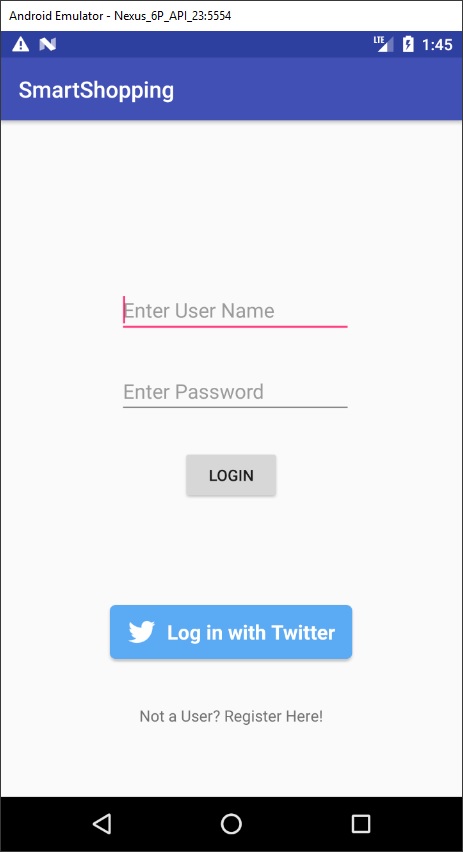 Android Emulator - Nexus_6P_API_23:5554
LTE 1:45
SmartShopping
Enter User Name
Enter Password
LOGIN
Log in with Twitter
Not a User? Register Here!